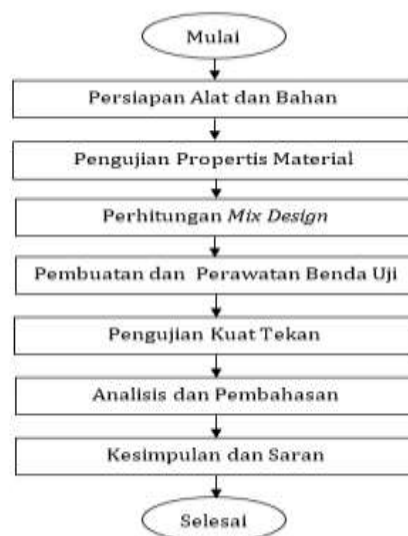 Mulai
Persiapan Alat dan Bahan
Pengujian Propertis Material
Perhitungan Mix Design
Pembuatan dan Perawatan Benda Uji
Pengujian Kuat Tekan
Analisis dan Pembahasan
Kesimpulan dan Saran
Selesai